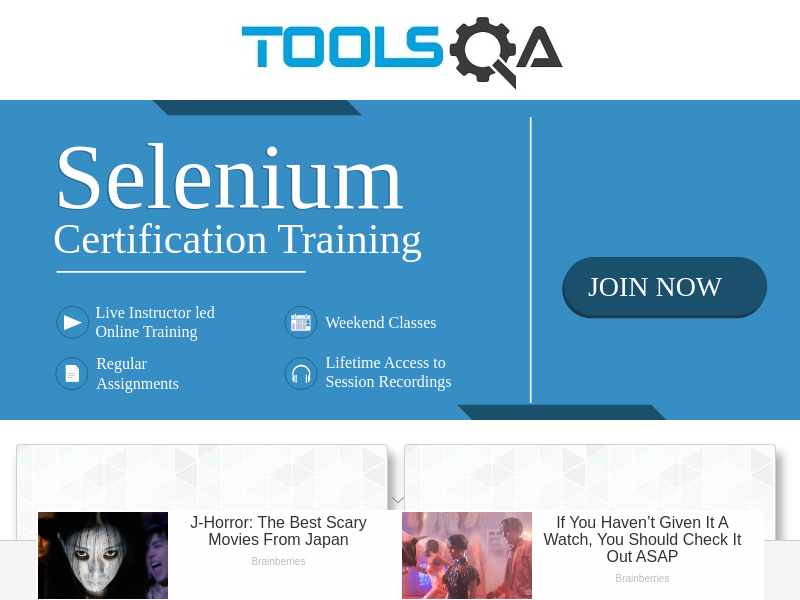 TOOLSQA
Selenium
Certification Training
JOIN NOW
Live Instructor led
Online Training
Weekend Classes
Regular
Assignments
Lifetime Access to
Session Recordings
J-Horror: The Best Scary
Movies From Japan
Brainberries
If You Haven’t Given It A
Watch, You Should Check It
Out ASAP
Brainberries